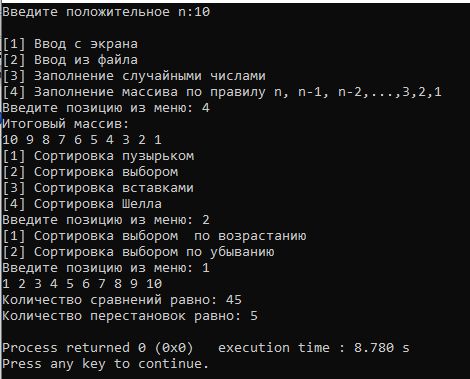 Введите положительное n:10
[1] Ввод с экрана
[2] Ввод из файла
[3] Заполнение случайными числами
[4] Заполнение массива по правилу n, n-1, n-2,...,3,2,1
Введите позицию из меню: 4
Итоговый массив:
10 9 8 7 6 5 4 3 2 1
[1] Сортировка пузырьком
[2] Сортировка выбором
[3] Сортировка вставками
[4] Сортировка Шелла
Введите позицию из меню: 2
[1] Сортировка выбором  по возрастанию
[2] Сортировка выбором по убыванию
Введите позицию из меню: 1
1 2 3 4 5 6 7 8 9 10
Количество сравнений равно: 45
Количество перестановок равно: 5
Process returned 0 (0x0)   execution time : 8.780 s
Press any key to continue.